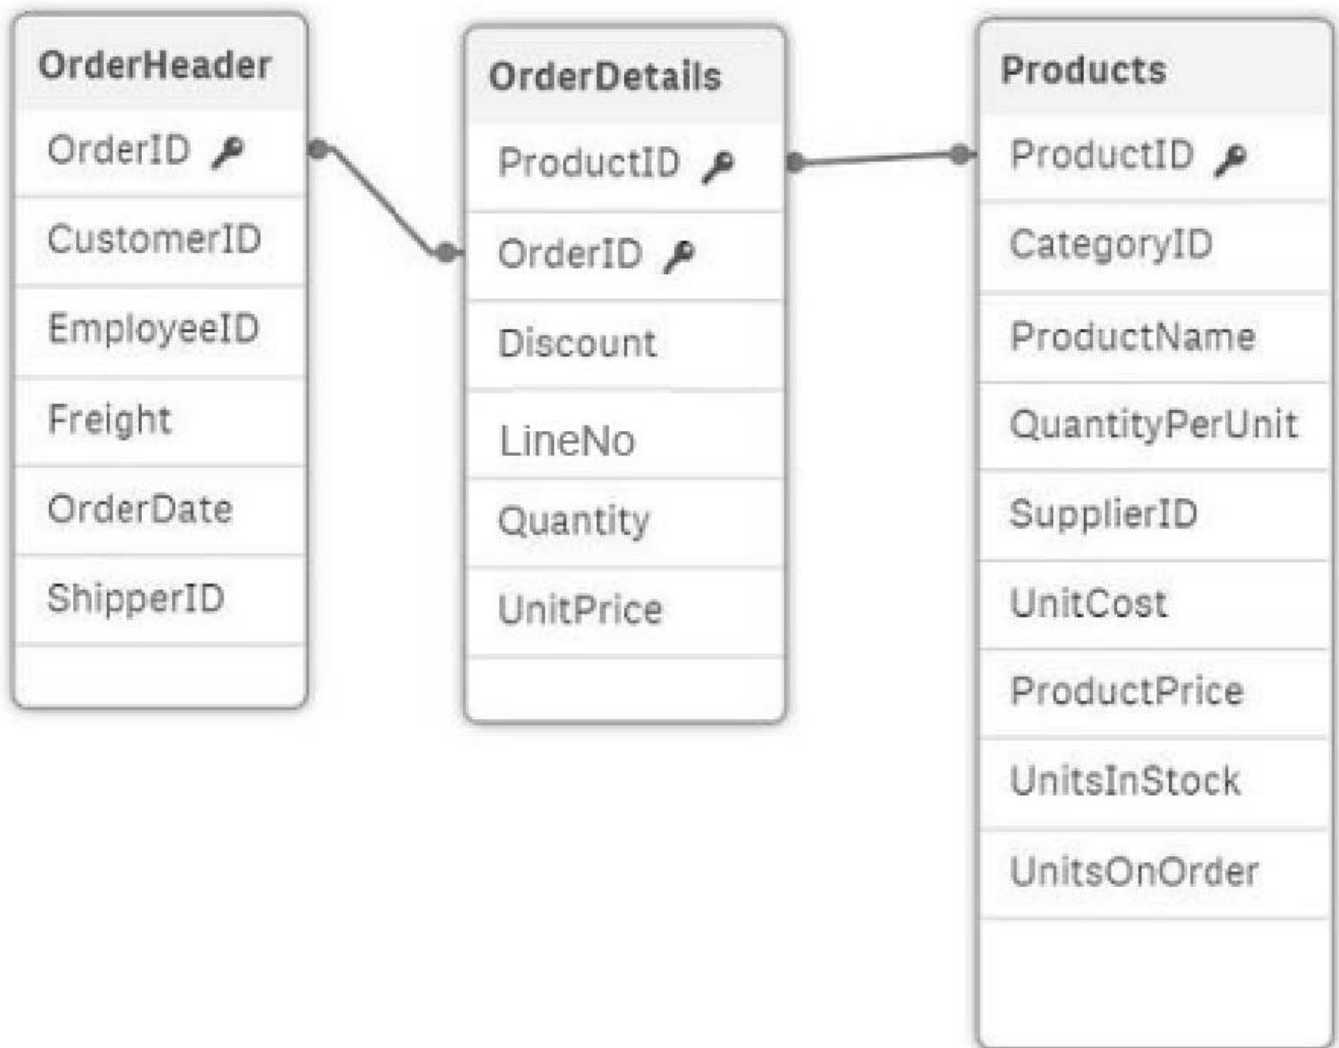 OrderHeader
OrderID
CustomerID
EmployeeID
Freight
OrderDate
ShipperID
OrderDetails
ProductID
OrderID
Discount
LineNo
Quantity
UnitPrice
Products
ProductID
CategoryID
ProductName
QuantityPerUnit
SupplierID
UnitCost
ProductPrice
UnitsInStock
UnitsOnOrder